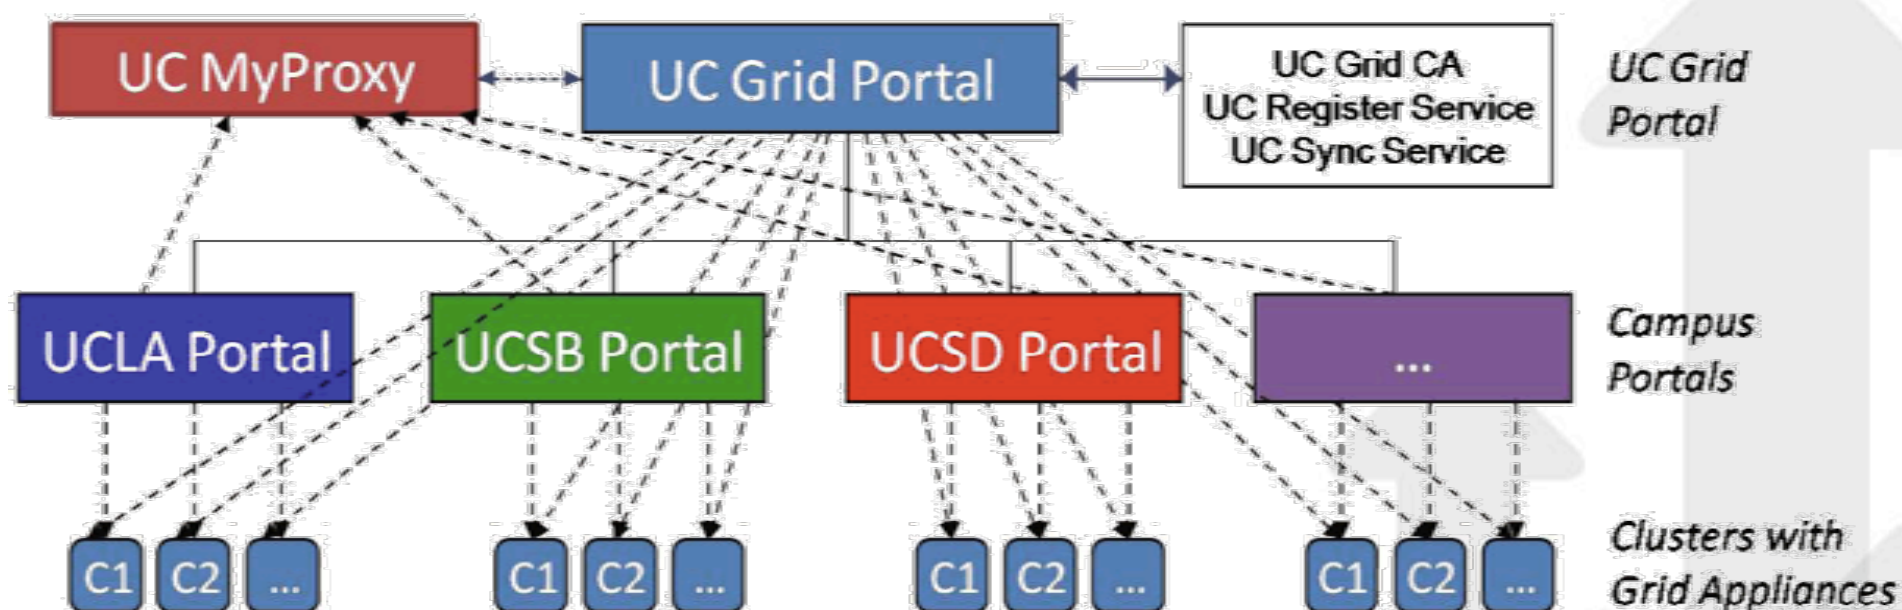 UC MyProxy
UC Grid Portal
UC Grid CA
UC Register Service
UC Sync Service
UC Grid
Portal
UCLA Portal
UCSB Portal
UCSD Portal
...
Campus
Portals
C1
C2
...
C1
C2
...
C1
C2
...
C1
C2
...
Clusters with
Grid Appliances